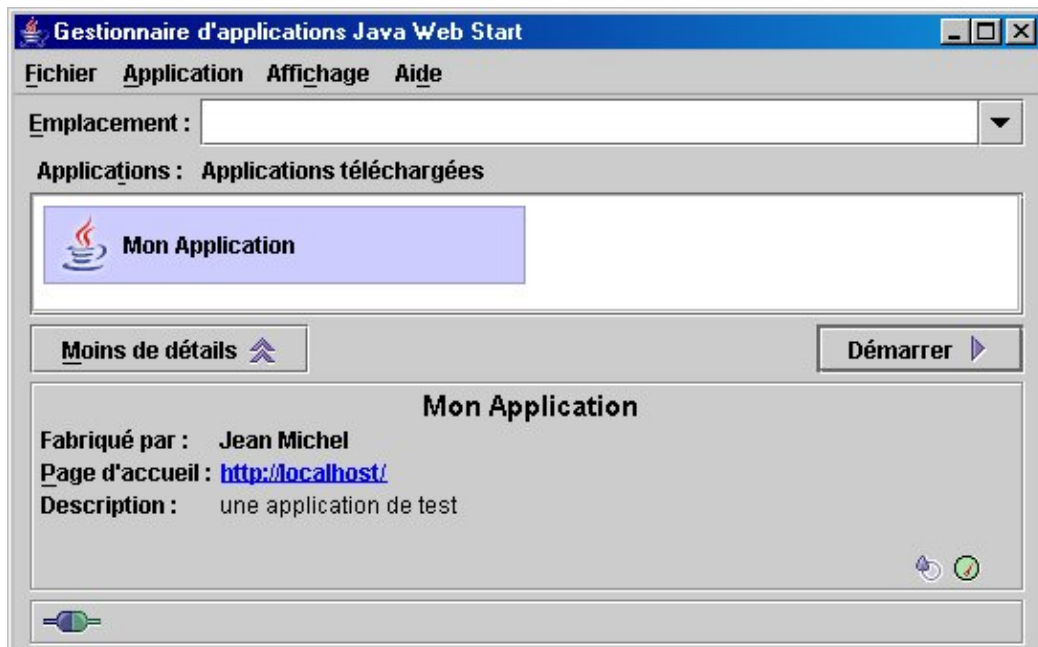 Gestionnaire d'applications Java Web Start
Fichier Application Affichage Aide
Emplacement :
Applications : Applications téléchargées
Mon Application
Moins de détails Démarrer
Mon Application
Fabriqué par : Jean Michel
Page d'accueil : http://localhost/
Description : une application de test